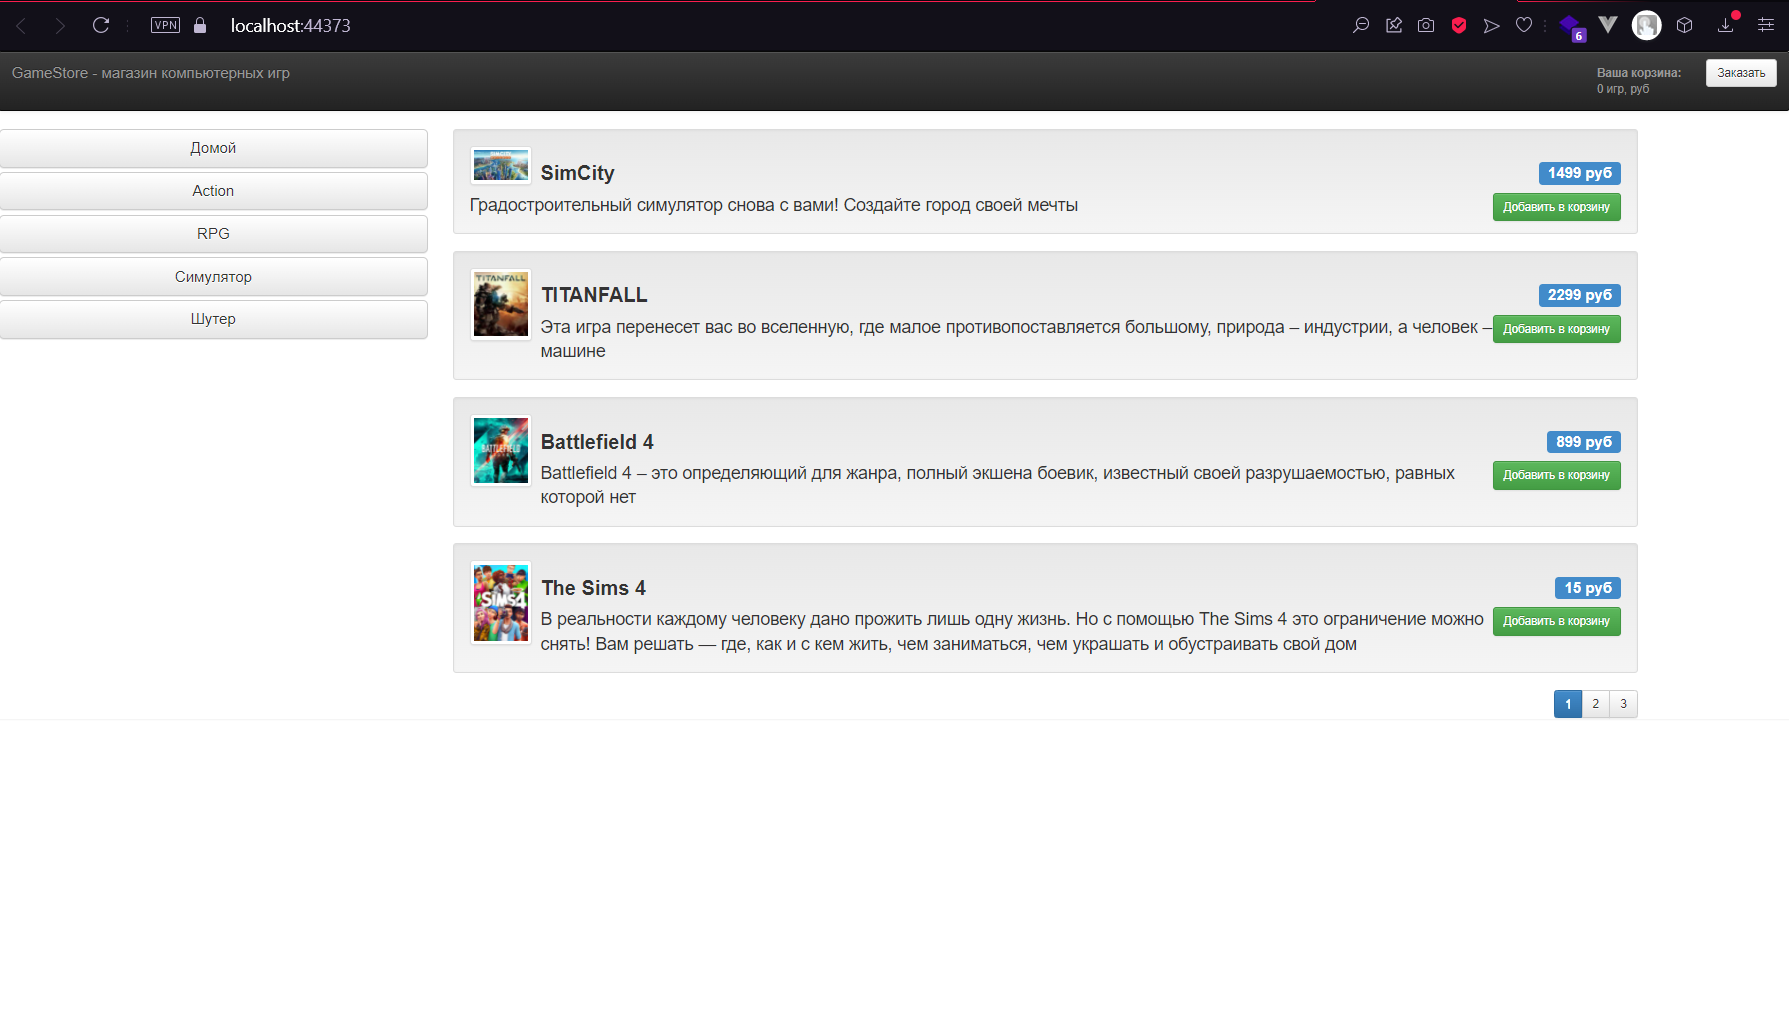 VPN
localhost:44373
6
GameStore - магазин компьютерных игр
Ваша корзина:
0 игр, руб
Заказать
Домой
Action
RPG
Симулятор
Шутер
SimCity
1499 руб
Градостроительный симулятор снова с вами! Создайте город своей мечты
Добавить в корзину
TITANFALL
TITANFALL
2299 руб
Эта игра перенесет вас во вселенную, где малое противопоставляется большому, природа – индустрии, а человек –
машине
Добавить в корзину
BATTLEFIELD
Battlefield 4
899 руб
Battlefield 4 – это определяющий для жанра, полный экшена боевик, известный своей разрушаемостью, равных
которой нет
Добавить в корзину
SIMS4
The Sims 4
15 руб
В реальности каждому человеку дано прожить лишь одну жизнь. Но с помощью The Sims 4 это ограничение можно
снять! Вам решать — где, как и с кем жить, чем заниматься, чем украшать и обустраивать свой дом
Добавить в корзину
1 2 3